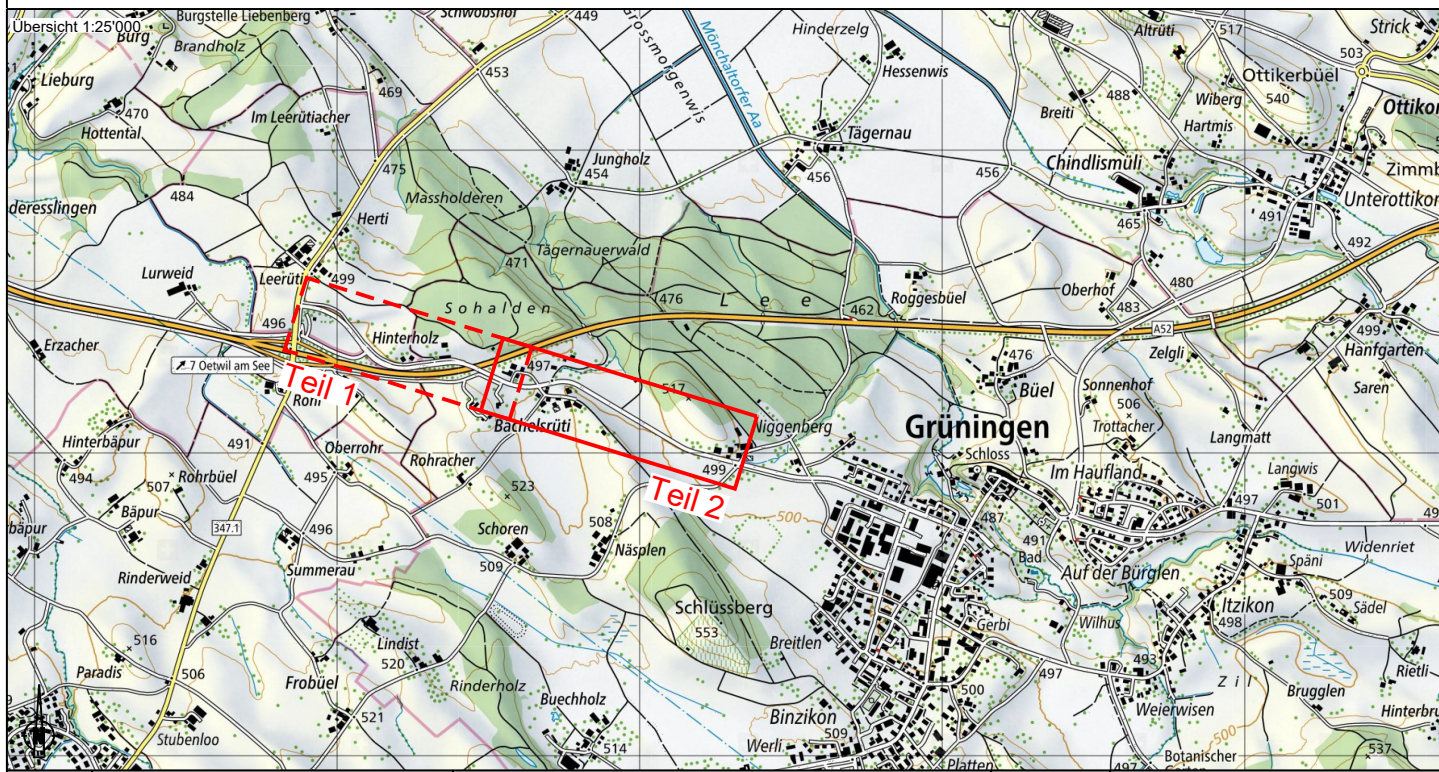 Übersicht 1:25'000
Burgstelle Liebenberg
Schwobshof
449
Burg
Brandholz
Lieburg
470
Hottental
Im Leerütiacher
469
453
Grossmorgenwis
Mönchaltorfer Aa
Hinderzelg
Hessenwis
Altrüti
517
Strick
503
Ottikerbüel
540
Wiberg
488
Breiti
Hartmis
Tägernau
456
Jungholz
454
475
Massholderen
484
Herti
Chindlismüli
456
465
491
Unterottikon
492
Tägernauerwald
471
Lurweid
Leerüti
499
Sohalden
476
Lee
462
Roggesbüel
Oberhof
483
480
A52
499
Hanfgarten
496
Hinterholz
Erzacher
7 Oetwil am See
Teil 1
497
517
476
Büel
Zelgli
Sonnenhof
506
Trottacher
Saren
Bächelsrüti
Niggenberg
Grüningen
Schloss
Langmatt
Hinterbäpur
491
Oberrohr
Rohracher
494
Rohrbüel
507
495
499
Teil 2
Im Haufland
Langwis
501
497
523
Bäpur
347.1
496
Schoren
508
Näsplen
500
487
491
Bad
Widenriet
Summerau
509
Auf der Bürglen
Späni
Rinderweid
Schlüssberg
553
Itzikon
498
509
Sädel
Lindist
520
Breitlen
Gerbi
Wilhus
516
Paradis
506
Frobüel
Rinderholz
Buechholz
497
493
Zil
Rietli
Brugglen
521
500
Weierwisen
Binzikon
509
Stubenloo
514
Werli
500
537
Platten
497
Botanischer